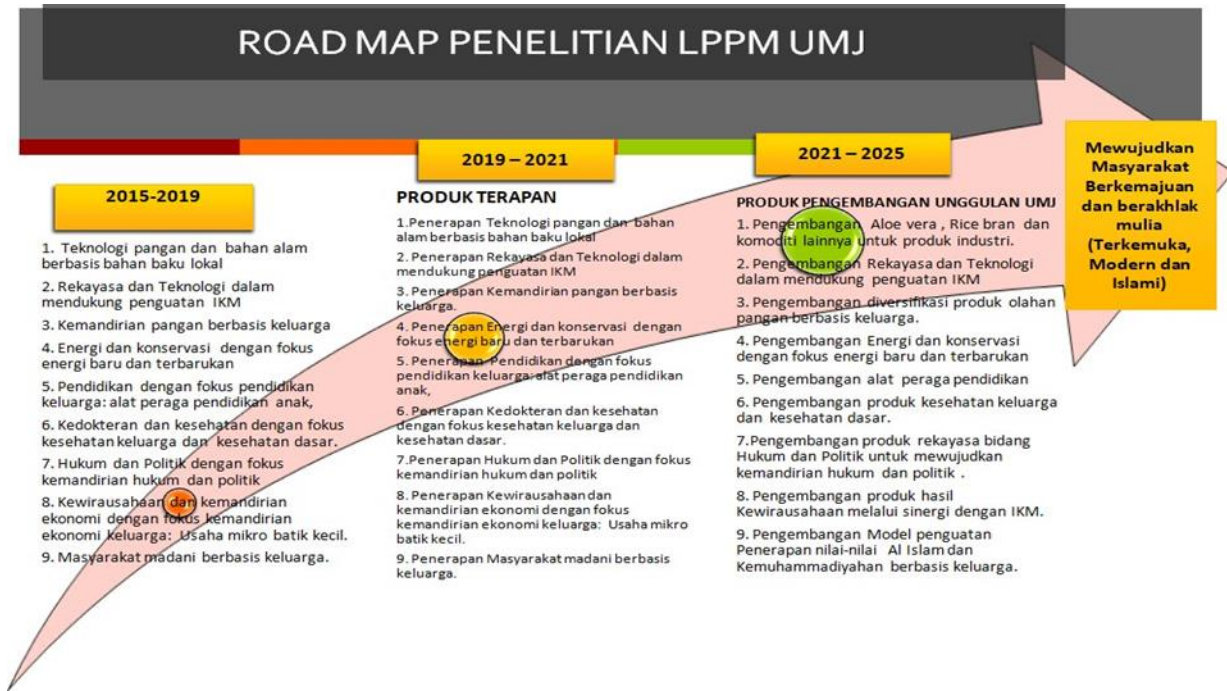 ROAD MAP PENELITIAN LPPM UMJ
2015-2019
1. Teknologi pangan dan bahan alam
berbasis bahan baku lokal
2. Rekayasa dan Teknologi dalam
mendukung penguatan IKM
3. Kemandirian pangan berbasis keluarga
4. Energi dan konservasi dengan fokus
energi baru dan terbarukan
5. Pendidikan dengan fokus pendidikan
keluarga: alat peraga pendidikan anak,
6. Kedokteran dan kesehatan dengan fokus
kesehatan keluarga dan kesehatan dasar.
7. Hukum dan Politik dengan fokus
kemandirian hukum dan politik
8. Kewirausahaan dan kemandirian
ekonomi dengan fokus kemandirian
ekonomi keluarga: Usaha mikro batik kecil.
9. Masyarakat madani berbasis keluarga.
2019 – 2021
PRODUK TERAPAN
1.Penerapan Teknologi pangan dan bahan
alam berbasis bahan baku lokal
2. Penerapan Rekayasa dan Teknologi dalam
mendukung penguatan IKM
3. Penerapan Kemandirian pangan berbasis
keluarga.
4. Penerapan Energi dan konservasi dengan
fokus energi baru dan terbarukan
5. Penerapan Pendidikan dengan fokus
pendidikan keluarga: alat peraga pendidikan
anak,
6. Penerapan Kedokteran dan kesehatan
dengan fokus kesehatan keluarga dan
kesehatan dasar.
7.Penerapan Hukum dan Politik dengan fokus
kemandirian hukum dan politik
8. Penerapan Kewirausahaan dan
kemandirian ekonomi dengan fokus
kemandirian ekonomi keluarga: Usaha mikro
batik kecil.
9. Penerapan Masyarakat madani berbasis
keluarga.
2021 – 2025
PRODUK PENGEMBANGAN UNGGULAN UMJ
1. Pengembangan Aloe vera , Rice bran dan
komoditi lainnya untuk produk industri.
2. Pengembangan Rekayasa dan Teknologi
dalam mendukung penguatan IKM
3. Pengembangan diversifikasi produk olahan
pangan berbasis keluarga.
4. Pengembangan Energi dan konservasi
dengan fokus energi baru dan terbarukan
5. Pengembangan alat peraga pendidikan
6. Pengembangan produk kesehatan keluarga
dan kesehatan dasar.
7.Pengembangan produk rekayasa bidang
Hukum dan Politik untuk mewujudkan
kemandirian hukum dan politik .
8. Pengembangan produk hasil
Kewirausahaan melalui sinergi dengan IKM.
9. Pengembangan Model penguatan
Penerapan nilai-nilai Al Islam dan
Kemuhammadiyahan berbasis keluarga.
Mewujudkan
Masyarakat
Berkemajuan
dan berakhlak
mulia
(Terkemuka,
Modern dan
Islami)